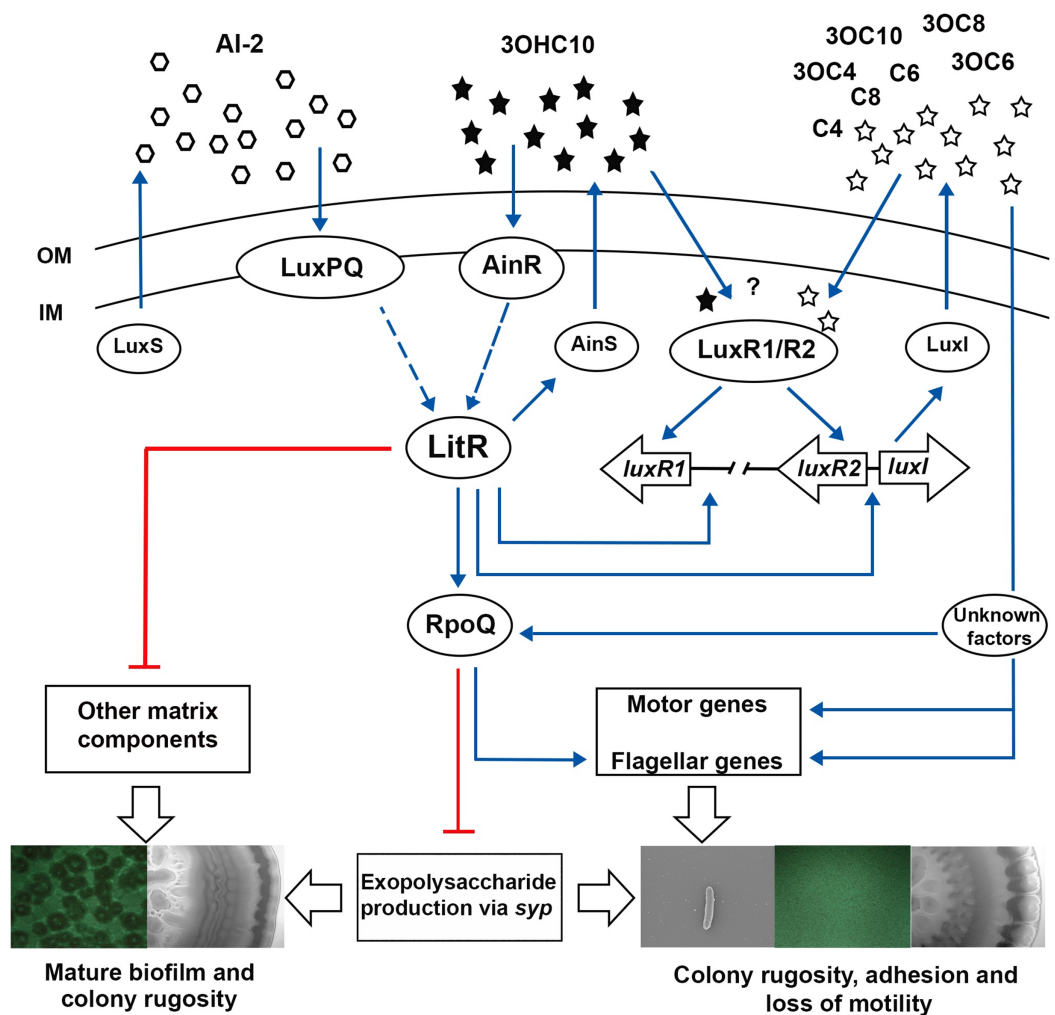 AI-2
3OHC10
3OC10
3OC8
3OC4
C6
3OC6
C8
C4
OM
IM
LuxPQ
AinR
?
LuxS
AinS
LuxR1/R2
LuxI
LitR
luxR1
luxR2
luxI
RpoQ
Unknown
factors
Other matrix
components
Motor genes
Flagellar genes
Exopolysaccharide
production via syp
Mature biofilm and
colony rugosity
Colony rugosity, adhesion and
loss of motility